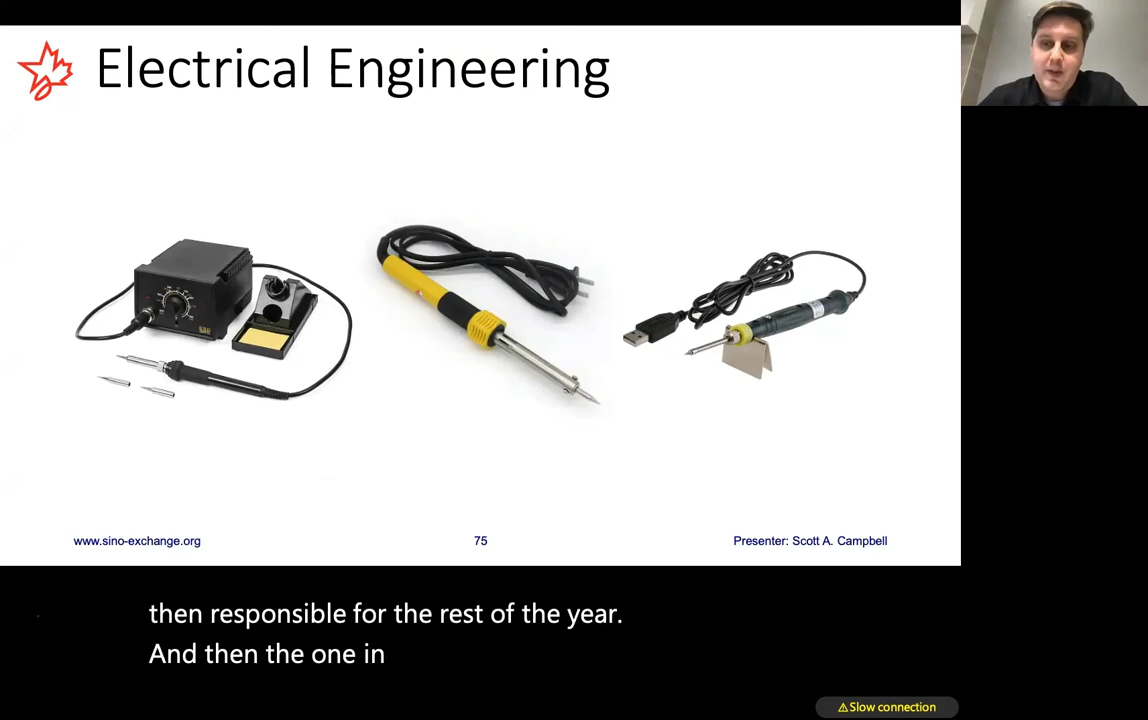 Electrical Engineering
www.sino-exchange.org
75
Presenter: Scott A. Campbell
then responsible for the rest of the year.
And then the one in
⚠Slow connection